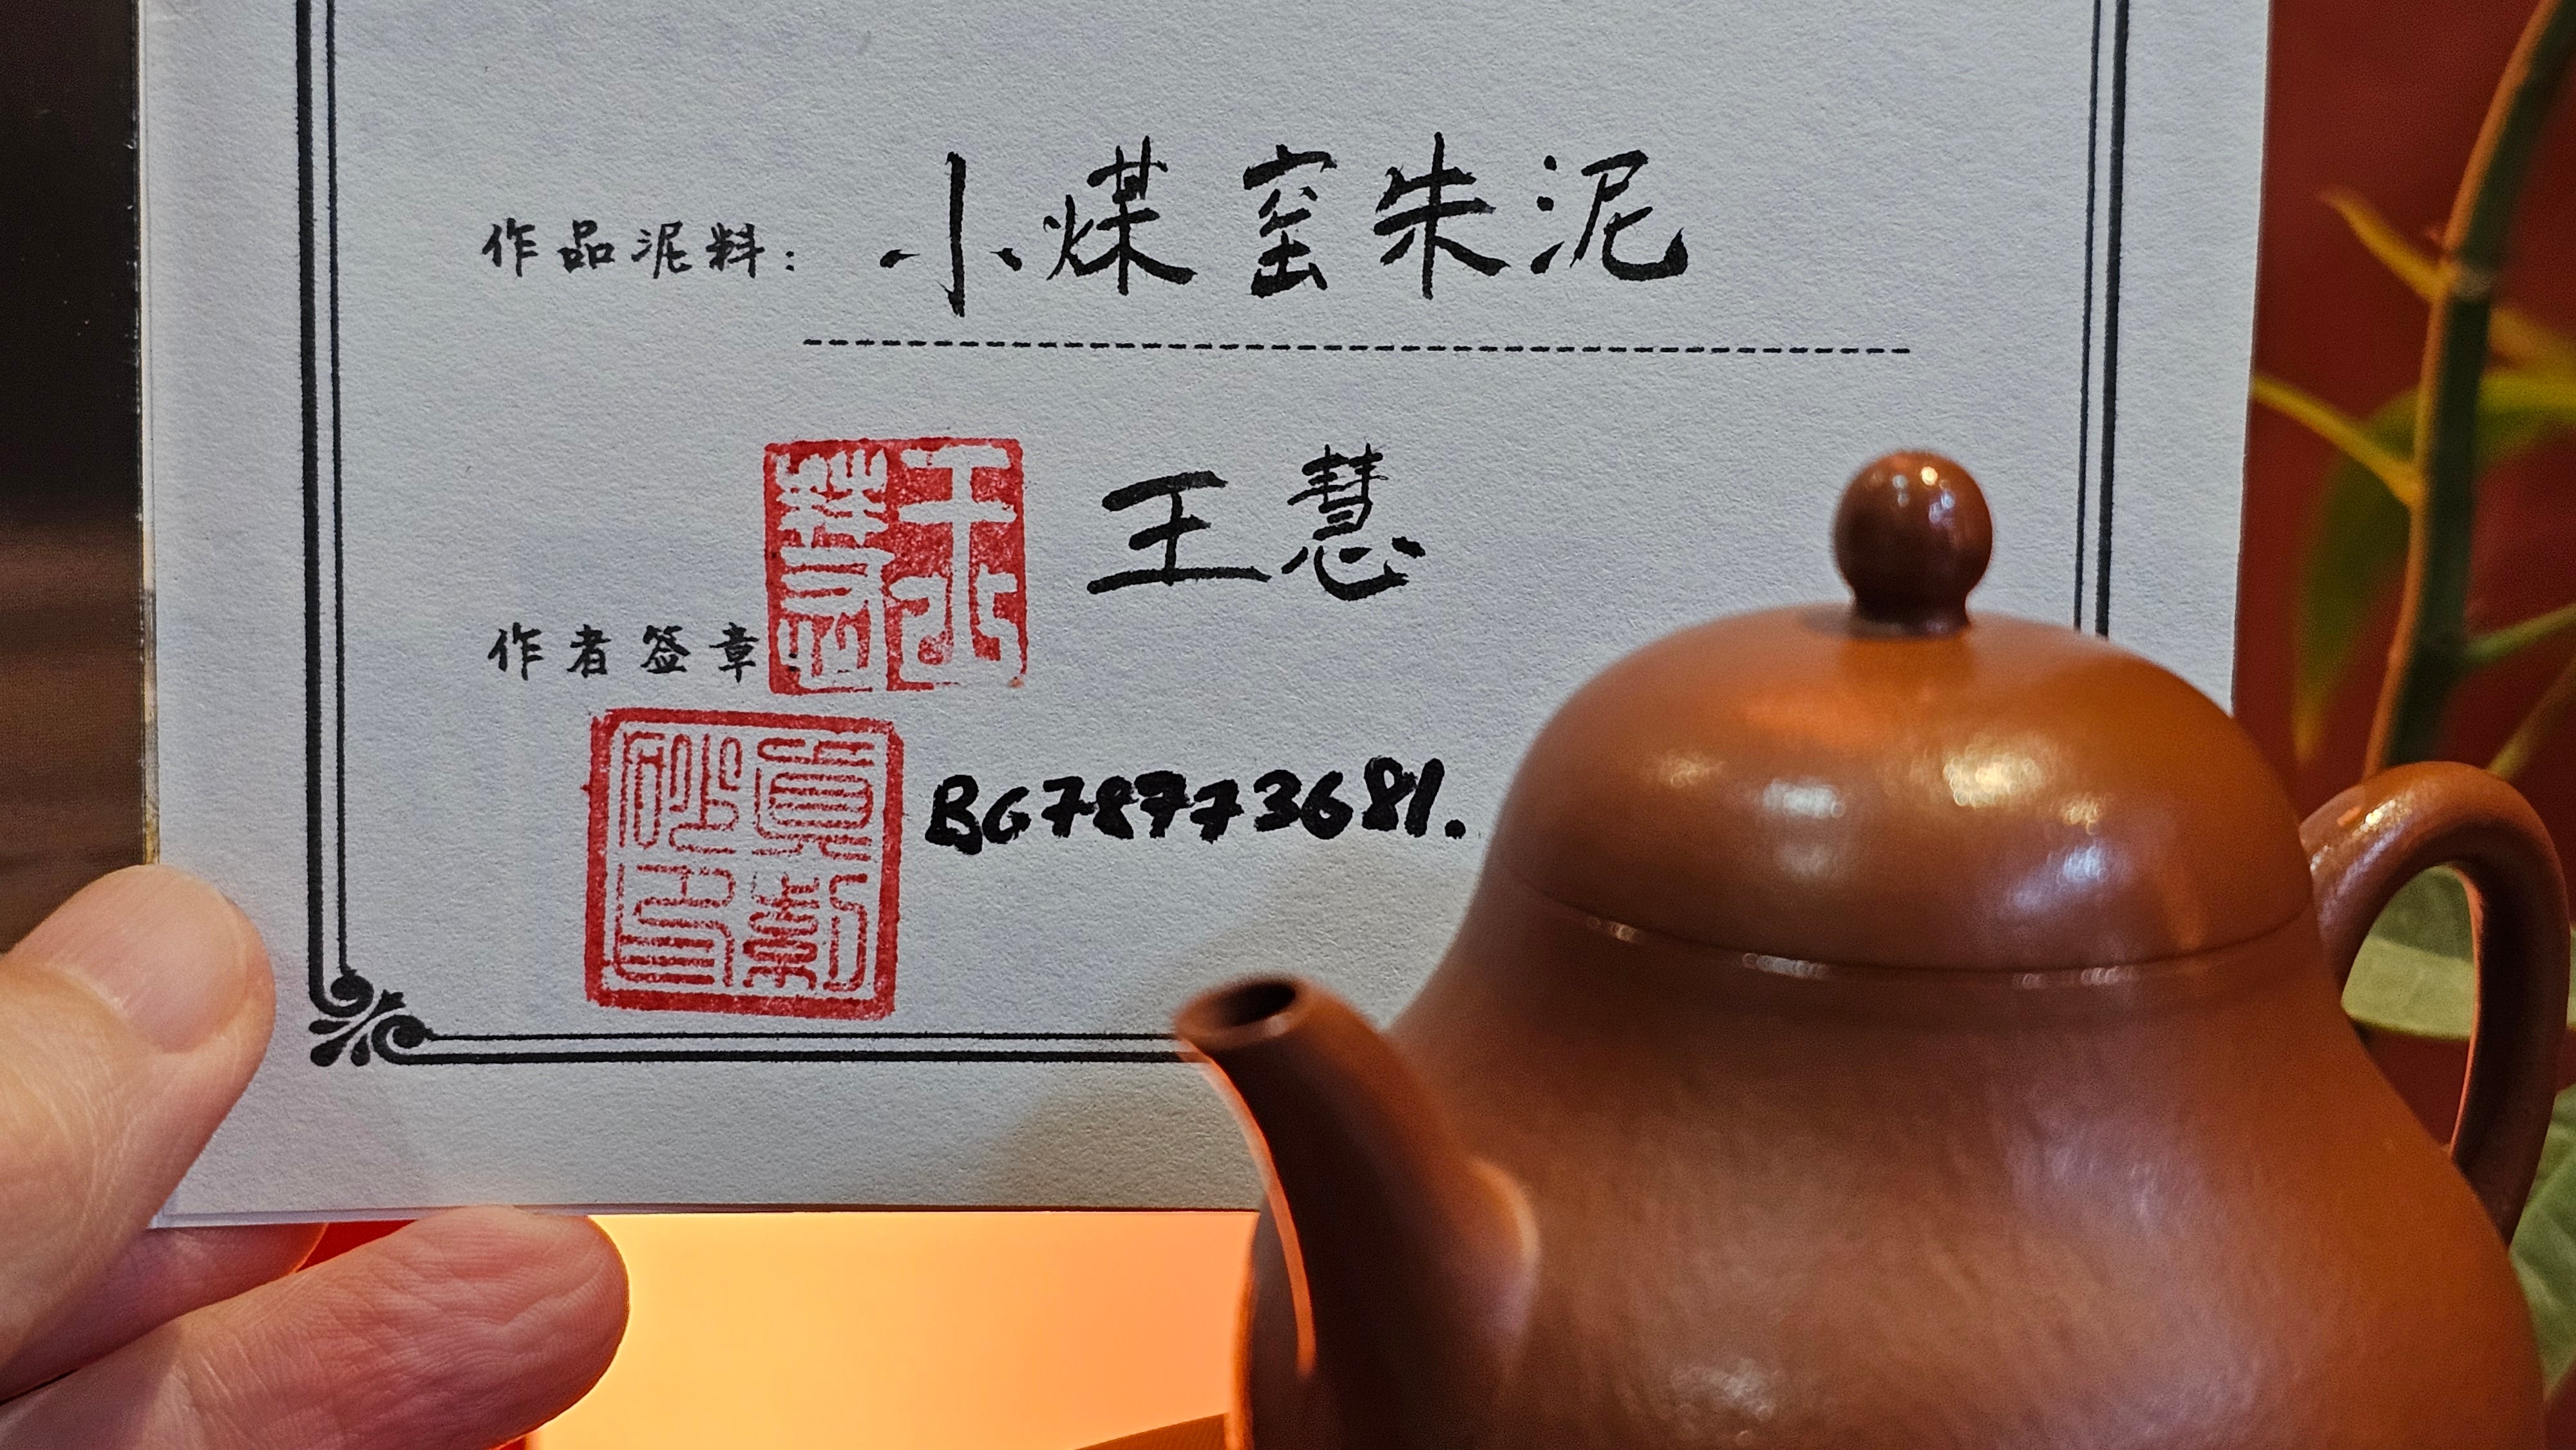 作品泥料: 小煤窑朱泥
王慧
作者签章:
BG78773681.